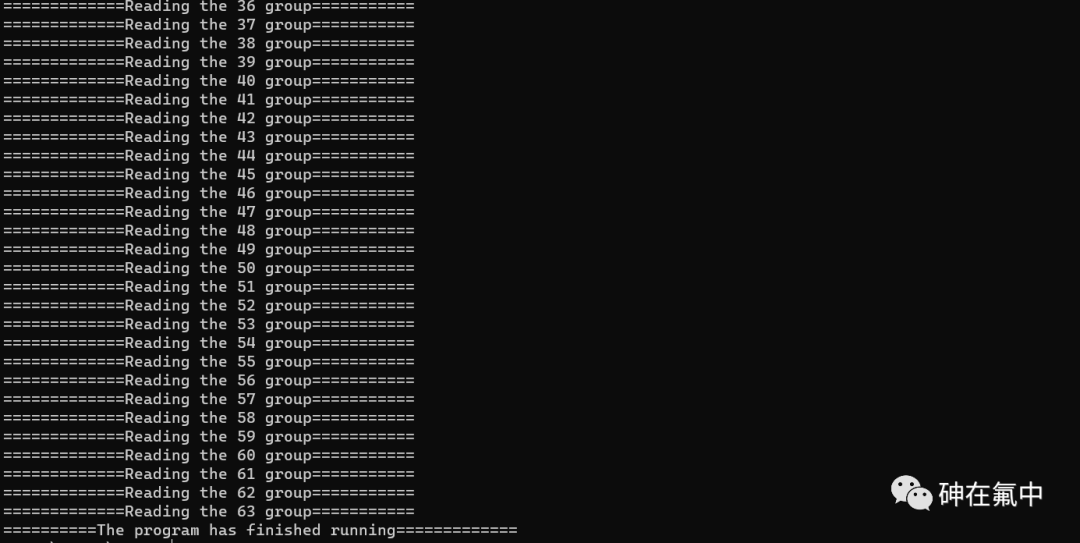 =============Reading the 36 group===========
=============Reading the 37 group===========
=============Reading the 38 group===========
=============Reading the 39 group===========
=============Reading the 40 group===========
=============Reading the 41 group===========
=============Reading the 42 group===========
=============Reading the 43 group===========
=============Reading the 44 group===========
=============Reading the 45 group===========
=============Reading the 46 group===========
=============Reading the 47 group===========
=============Reading the 48 group===========
=============Reading the 49 group===========
=============Reading the 50 group===========
=============Reading the 51 group===========
=============Reading the 52 group===========
=============Reading the 53 group===========
=============Reading the 54 group===========
=============Reading the 55 group===========
=============Reading the 56 group===========
=============Reading the 57 group===========
=============Reading the 58 group===========
=============Reading the 59 group===========
=============Reading the 60 group===========
=============Reading the 61 group===========
=============Reading the 62 group===========
=============Reading the 63 group===========
==========The program has finished running=============
砷在氟中